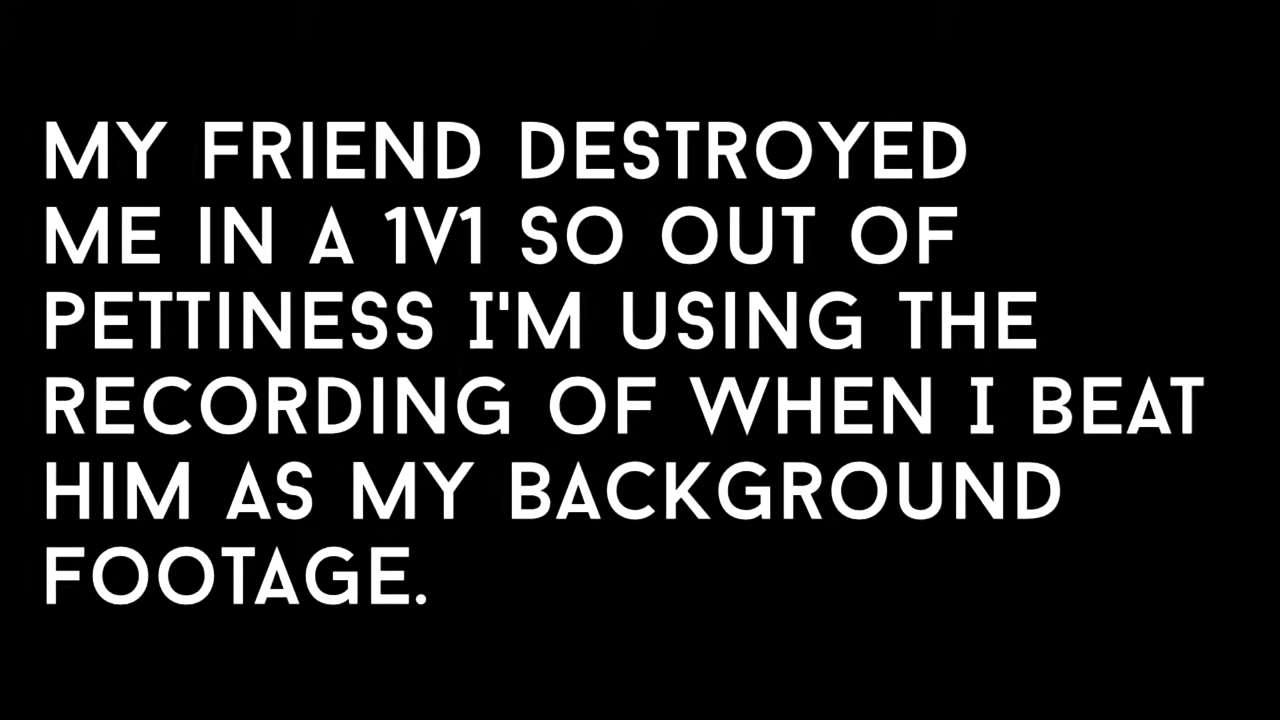 MY FRIEND DESTROYED
ME IN A 1V1 SO OUT OF
PETTINESS I'M USING THE
RECORDING OF WHEN I BEAT
HIM AS MY BACKGROUND
FOOTAGE.